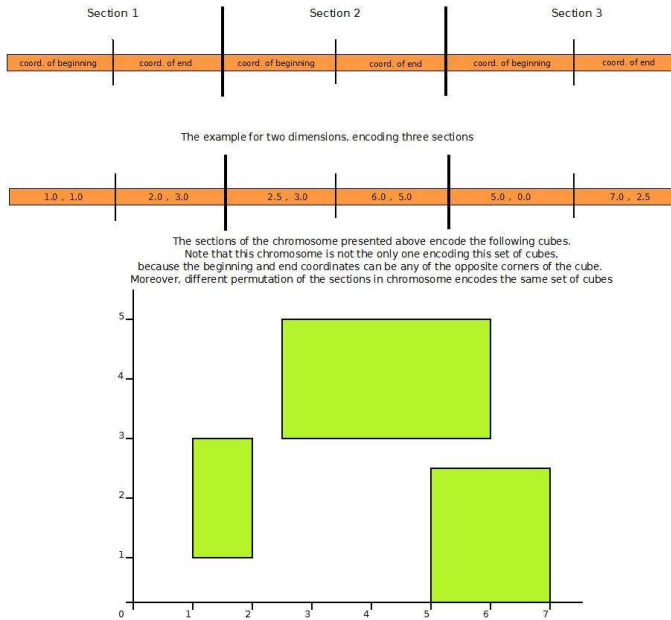 Section 1 Section 2 Section 3
coord. of beginning coord. of end coord. of beginning coord. of end coord. of beginning coord. of end
The example for two dimensions, encoding three sections
1.0 , 1.0 2.0 , 3.0 2.5 , 3.0 6.0 , 5.0 5.0 , 0.0 7.0 , 2.5
The sections of the chromosome presented above encode the following cubes.
Note that this chromosome is not the only one encoding this set of cubes,
because the beginning and end coordinates can be any of the opposite corners of the cube.
Moreover, different permutation of the sections in chromosome encodes the same set of cubes
5
4
3
2
1
0 1 2 3 4 5 6 7